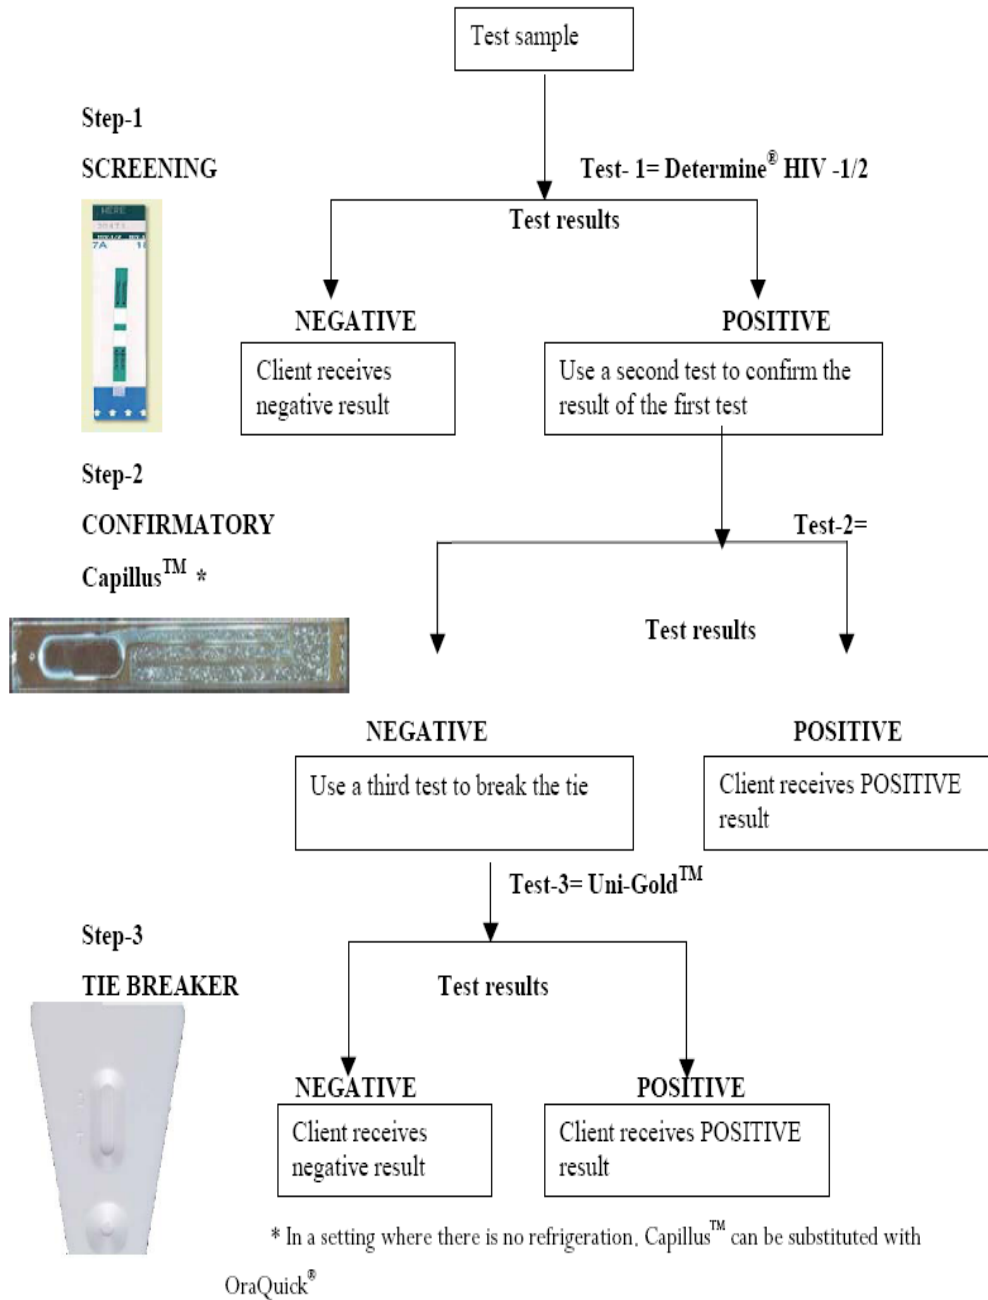 Test sample
Step-1
SCREENING
Test- 1= Determine® HIV -1/2
Test results
7A
NEGATIVE
POSITIVE
Client receives
negative result
Use a second test to confirm the
result of the first test
Step-2
CONFIRMATORY
Test-2=
Capillus™ *
Test results
NEGATIVE
POSITIVE
Use a third test to break the tie
Client receives POSITIVE
result
Test-3= Uni-Gold™
Step-3
TIE BREAKER
Test results
NEGATIVE
POSITIVE
Client receives
negative result
Client receives POSITIVE
result
* In a setting where there is no refrigeration, Capillus™ can be substituted with
OraQuick®